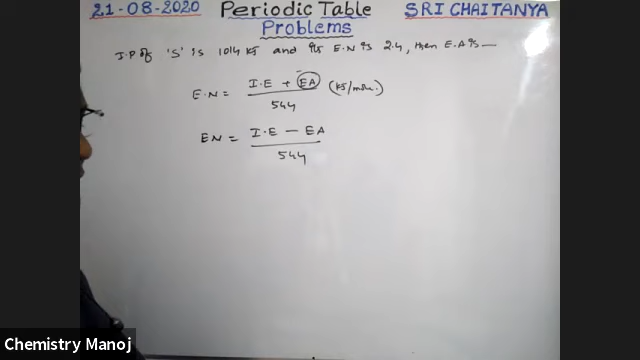 21-08-2020 Periodic Table SRI CHAITANYA
Problems
I.P of 'S' is 1014 KJ and its E.N is 2.4, then E.A is —
E.N = I.E + EA / 544 (KJ/mole)
EN = I.E − EA / 544
Chemistry Manoj